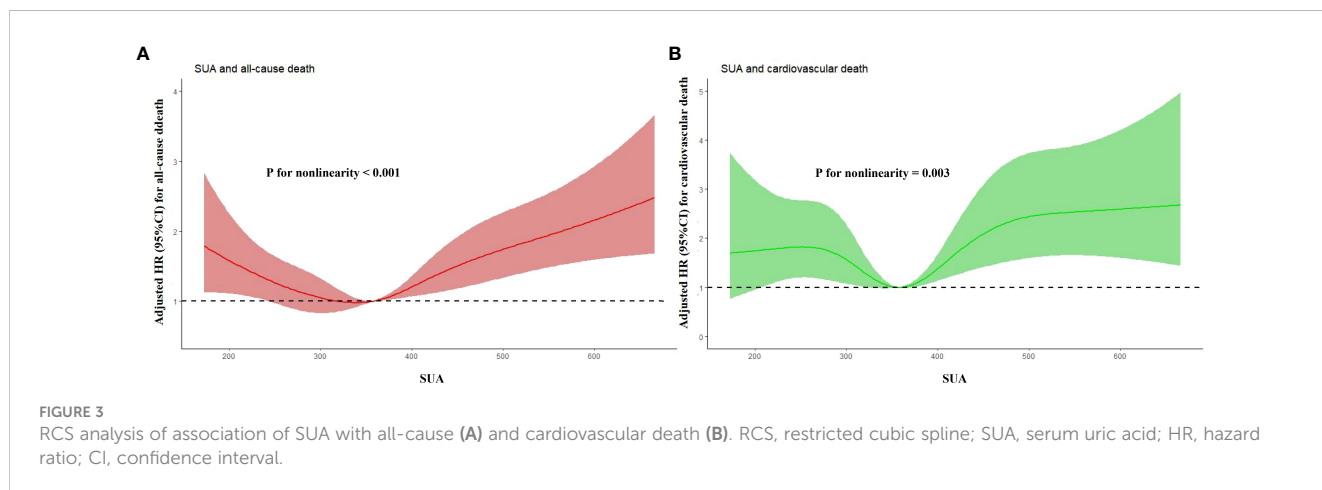 A
SUA and all-cause death
Adjusted HR (95%CI) for all-cause ddeath
4
3
2
1
P for nonlinearity < 0.001
200
300
400
500
600
SUA
B
SUA and cardiovascular death
Adjusted HR (95%CI) for cardiovascular death
5
4
3
2
1
0
P for nonlinearity = 0.003
200
300
400
500
600
SUA
FIGURE 3
RCS analysis of association of SUA with all-cause (A) and cardiovascular death (B). RCS, restricted cubic spline; SUA, serum uric acid; HR, hazard
ratio; CI, confidence interval.